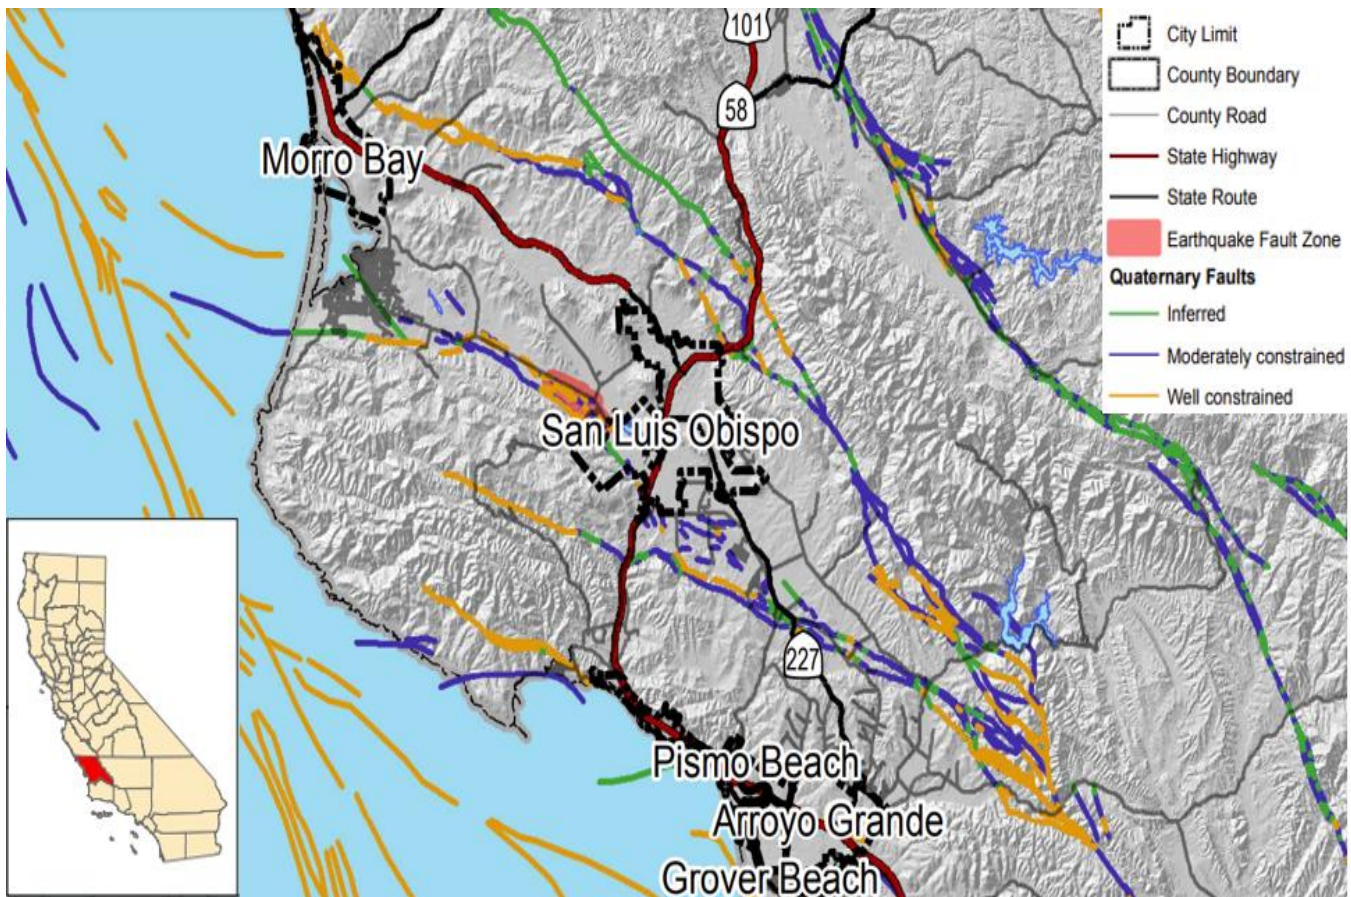 101
58
Morro Bay
San Luis Obispo
227
Pismo Beach
Arroyo Grande
Grover Beach
City Limit
County Boundary
County Road
State Highway
State Route
Earthquake Fault Zone
Quaternary Faults
Inferred
Moderately constrained
Well constrained